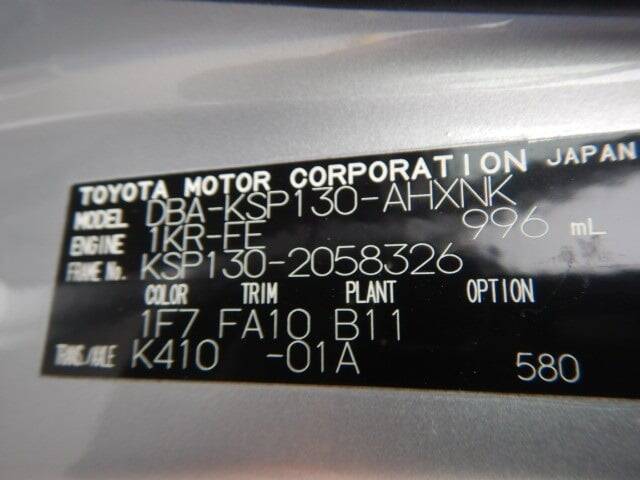 TOYOTA MOTOR CORPORATION JAPAN
MODEL DBA-KSP130-AHXNK
ENGINE 1KR-FE 996 mL
FRAME No. KSP130-2058326
COLOR TRIM PLANT OPTION
1F7 FA10 B11
TRANS./AXLE K410 -01A 580